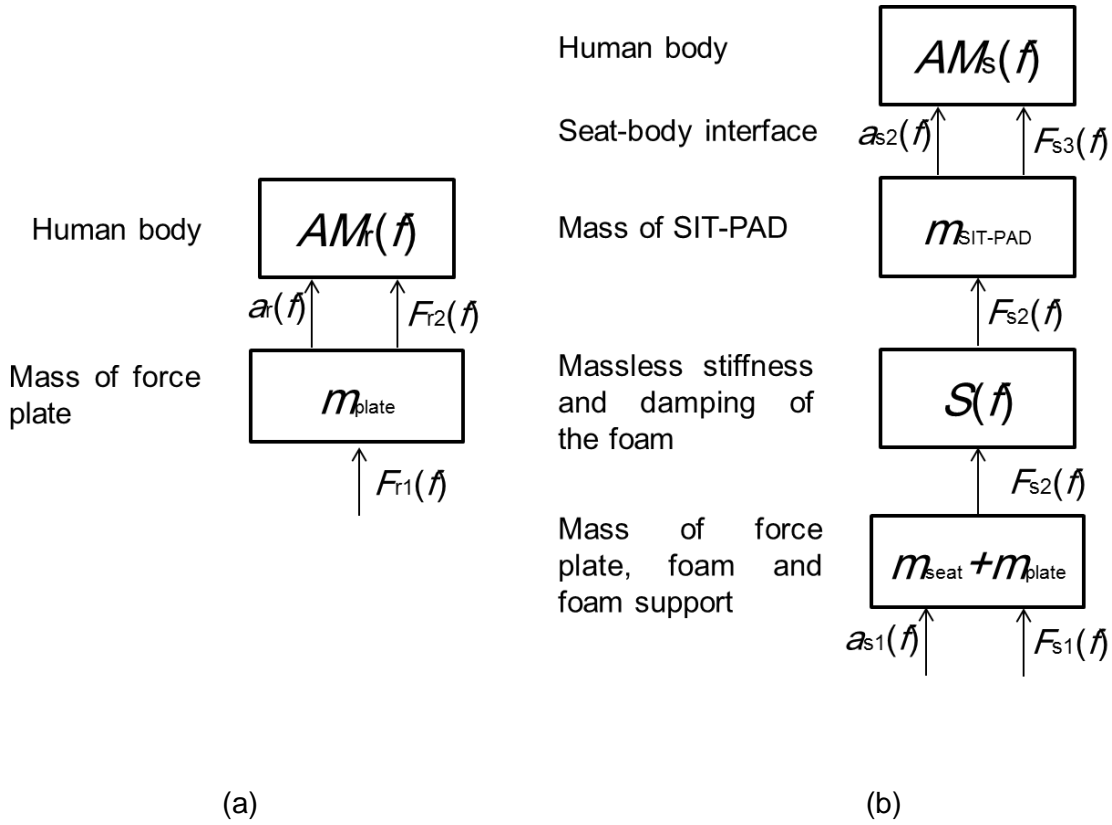 Human body
AMr(f)
ar(f)
Fr2(f)
Mass of force
plate
mplate
Fr1(f)
(a)
Human body
AMs(f)
Seat-body interface
as2(f)
Fs3(f)
Mass of SIT-PAD
mSIT-PAD
Fs2(f)
Massless stiffness
and damping of
the foam
S(f)
Fs2(f)
Mass of force
plate, foam and
foam support
mseat+mplate
as1(f)
Fs1(f)
(b)